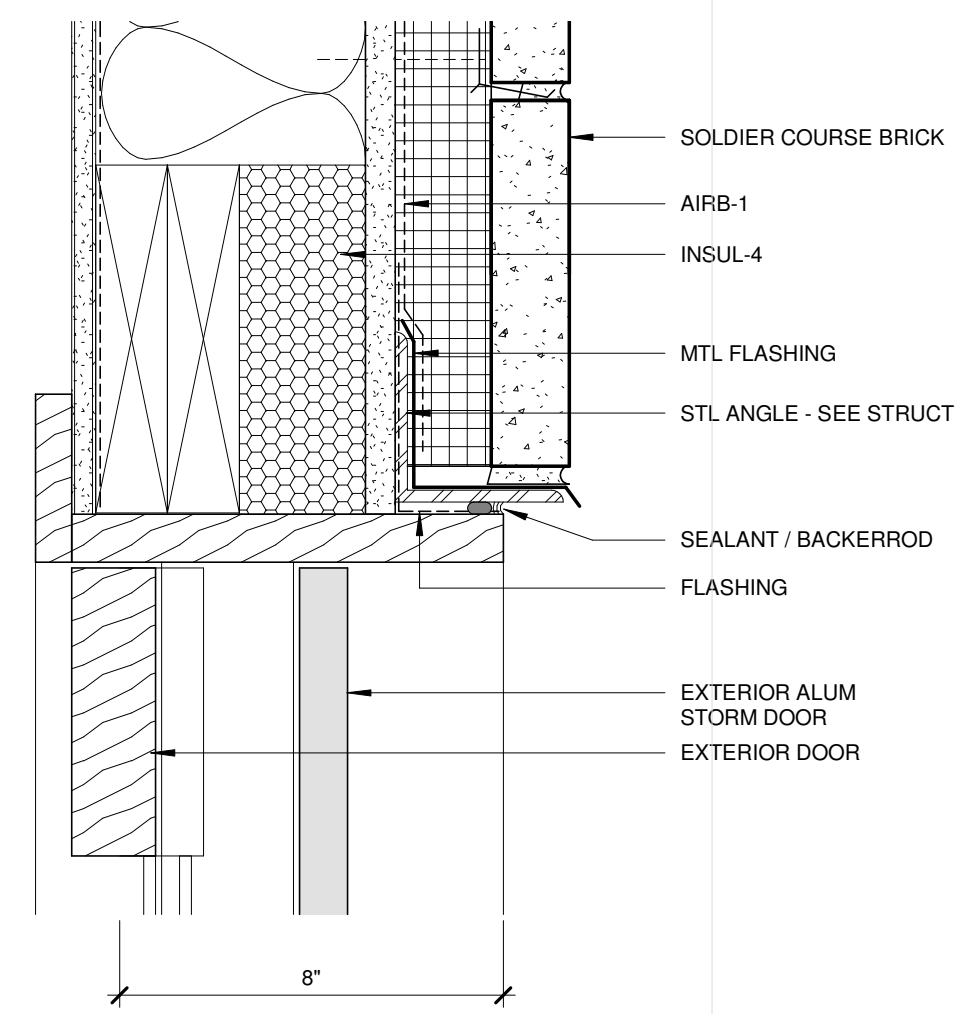 SOLDIER COURSE BRICK
AIRB-1
INSUL-4
MTL FLASHING
STL ANGLE - SEE STRUCT
SEALANT / BACKERROD
FLASHING
EXTERIOR ALUM
STORM DOOR
EXTERIOR DOOR
8"